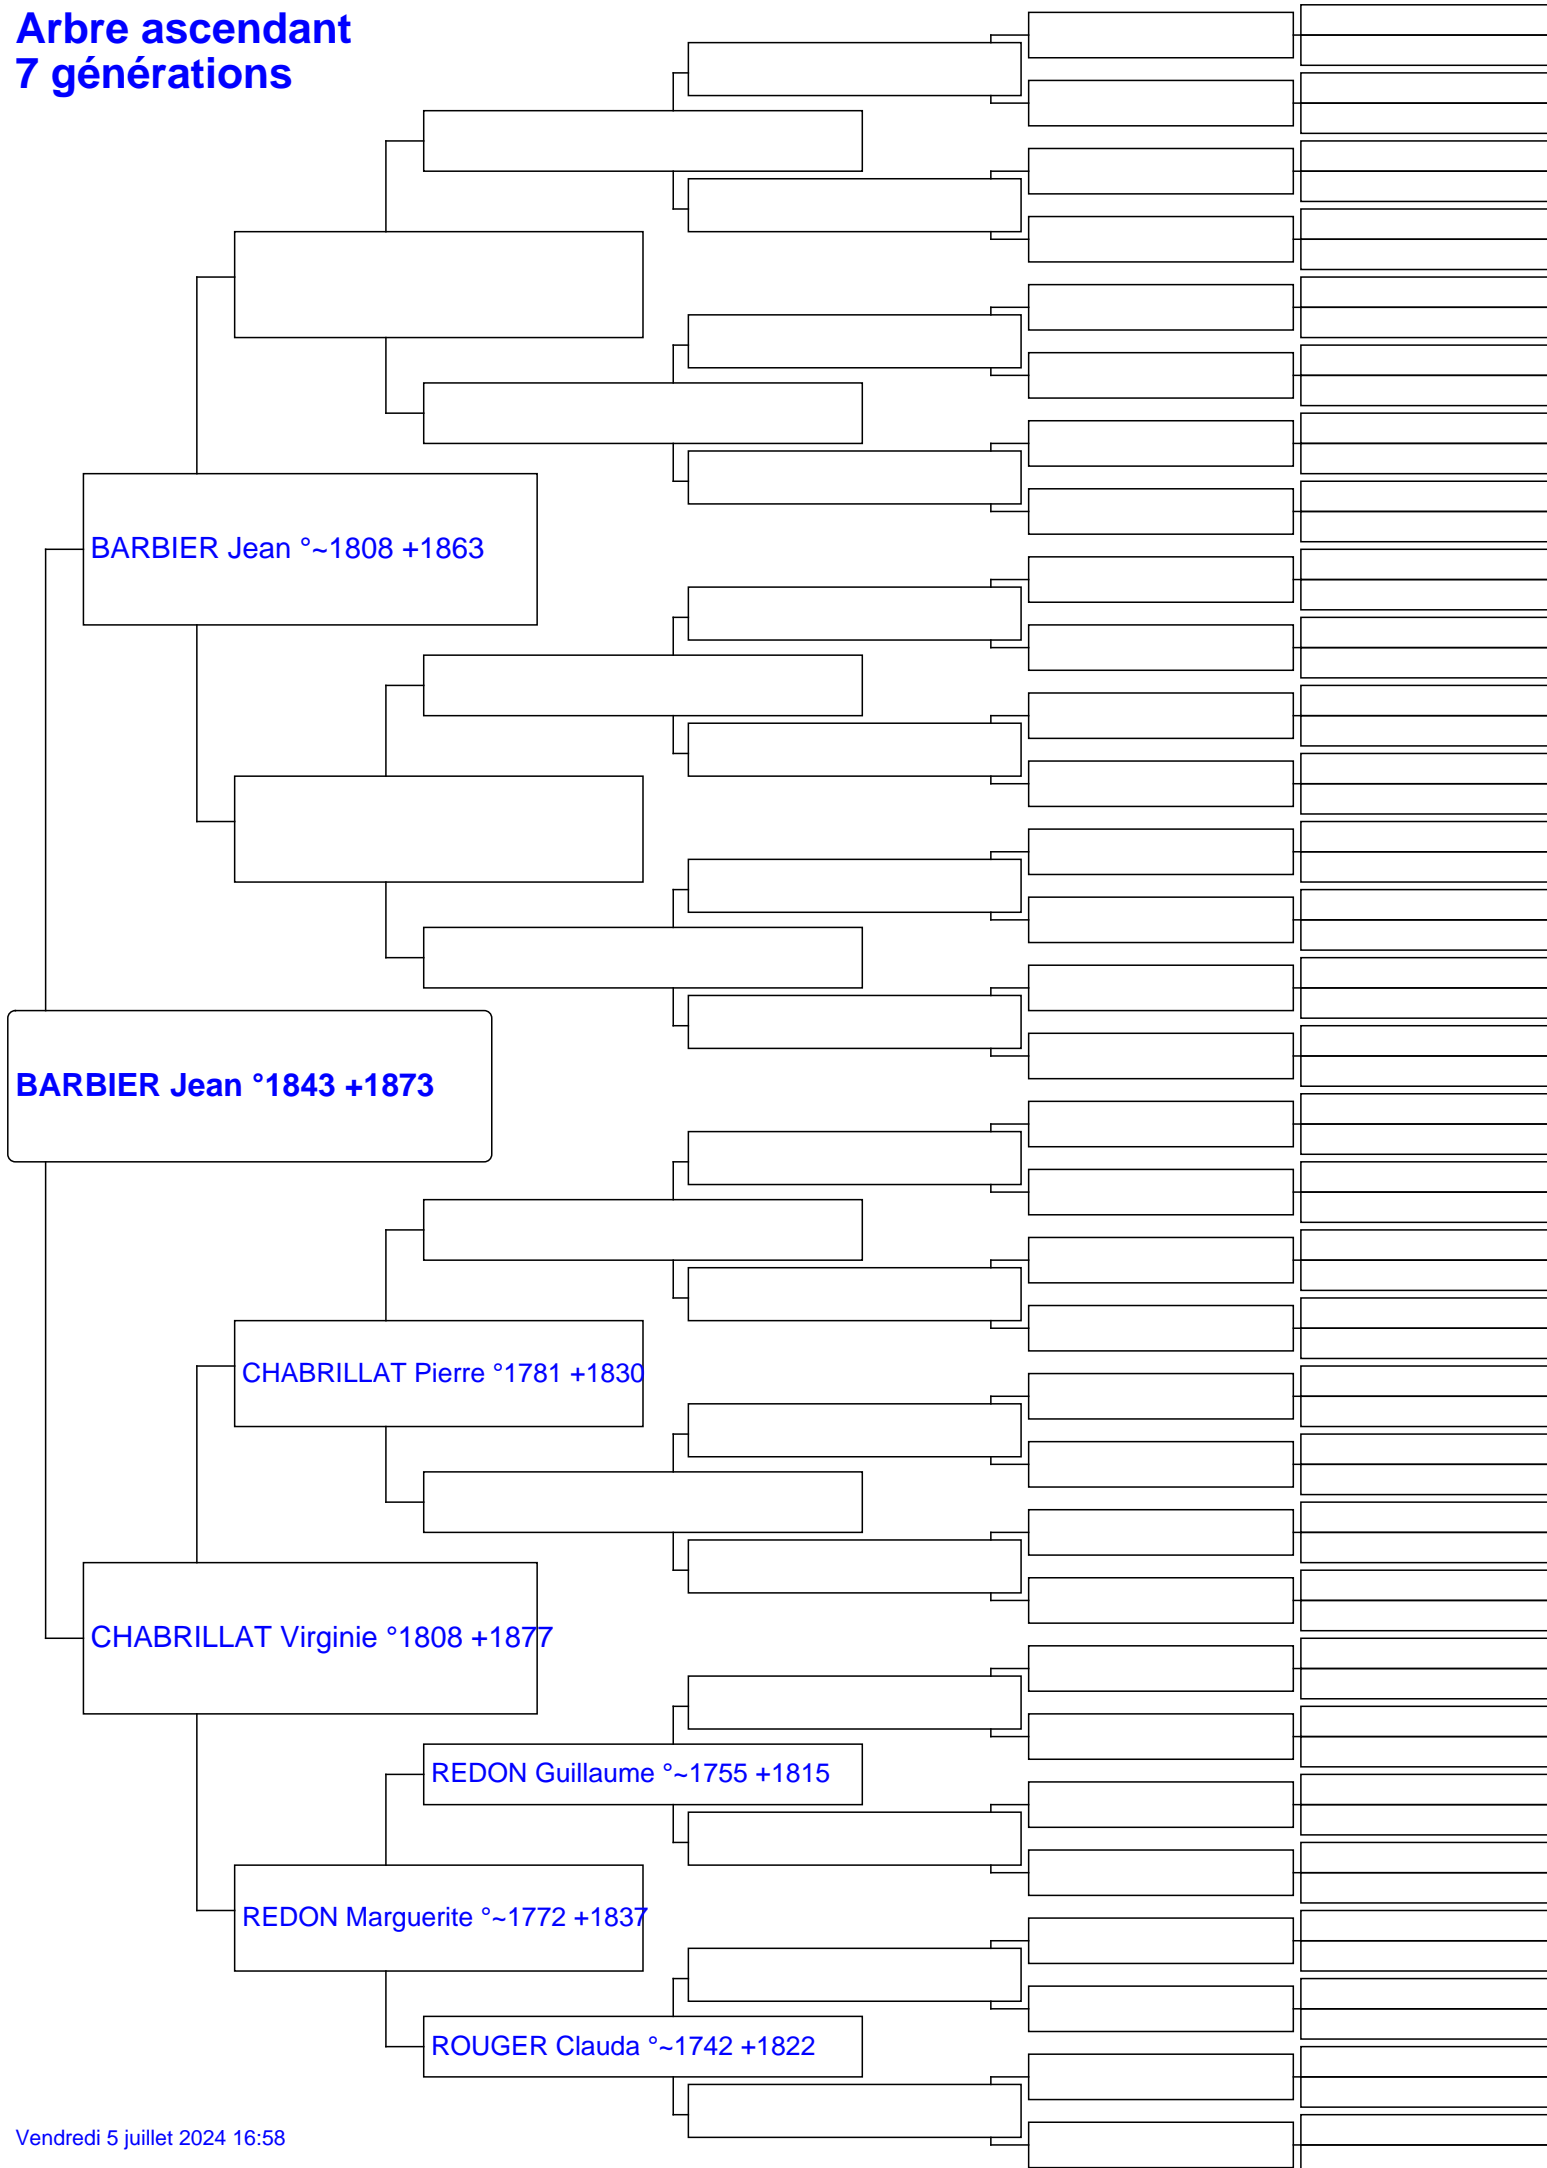 Arbre ascendant
7 générations
BARBIER Jean °~1808 +1863
BARBIER Jean °1843 +1873
CHABRILLAT Pierre °1781 +1830
CHABRILLAT Virginie °1808 +1877
REDON Guillaume °~1755 +1815
REDON Marguerite °~1772 +1837
ROUGER Clauda °~1742 +1822
Vendredi 5 juillet 2024 16:58